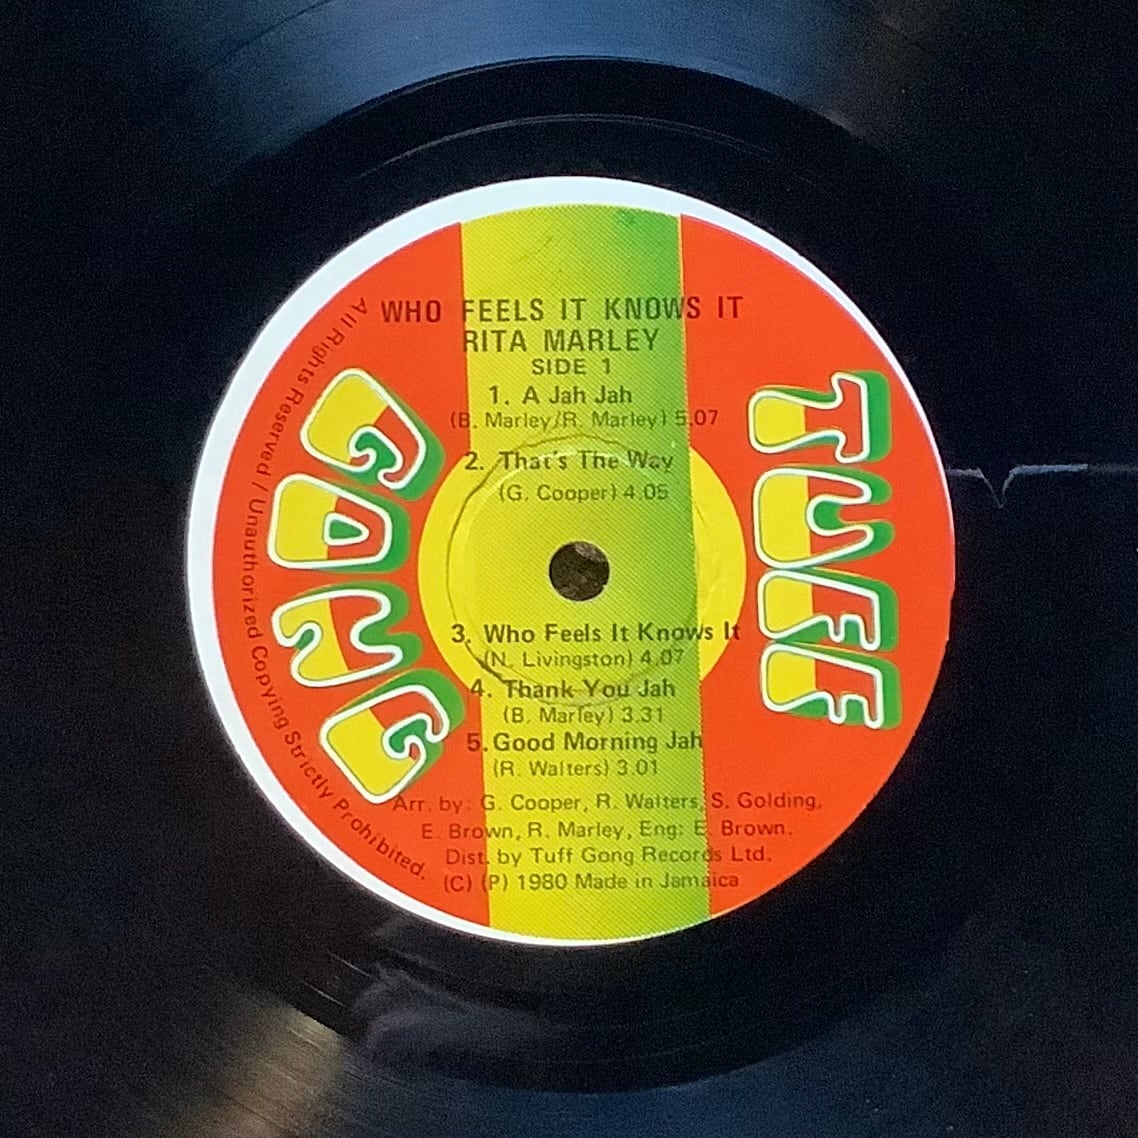 WHO FEELS IT KNOWS IT
RITA MARLEY
SIDE 1
1. A Jah Jah
(B. Marley/R. Marley) 5.07
2. That's The Way
(G. Cooper) 4.05
3. Who Feels It Knows It
(N. Livingston) 4.07
4. Thank You Jah
(B. Marley) 3.31
5. Good Morning Jah
(R. Walters) 3.01
Arr. by: G. Cooper, R. Walters, S. Golding,
E. Brown, R. Marley, Eng: E. Brown.
Dist. by Tuff Gong Records Ltd.
(C) (P) 1980 Made in Jamaica
TUFF
GONG
All Rights Reserved / Unauthorized Copying Strictly Prohibited.